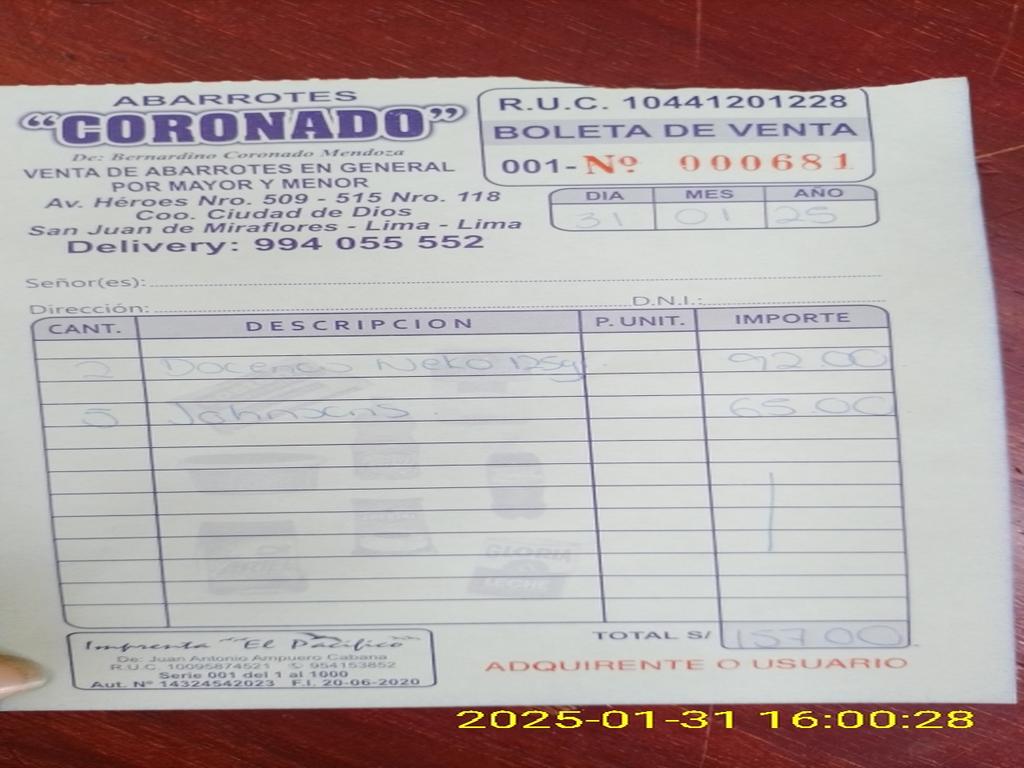 ABARROTES
"CORONADO"
De: Bernardino Coronado Mendoza
VENTA DE ABARROTES EN GENERAL
POR MAYOR Y MENOR
Av. Héroes Nro. 509 - 515 Nro. 118
Coo. Ciudad de Dios
San Juan de Miraflores - Lima - Lima
Delivery: 994 055 552
R.U.C. 10441201228
BOLETA DE VENTA
001- Nº 000681
DIA MES AÑO
31 01 25
Señor(es):
Dirección: D.N.I.:
CANT. DESCRIPCION P. UNIT. IMPORTE
2 Docenas Neko 125g. 92.00
5 Johnsons. 65.00
ARIEL
GLORIA
LECHE
TOTAL S/ 157.00
Imprenta "El Pacífico"
De: Juan Antonio Ampuero Cabana
R.U.C. 10095874521 954153852
Serie 001 del 1 al 1000
Aut. Nº 14324542023 F.I. 20-06-2020
ADQUIRENTE O USUARIO
2025-01-31 16:00:28